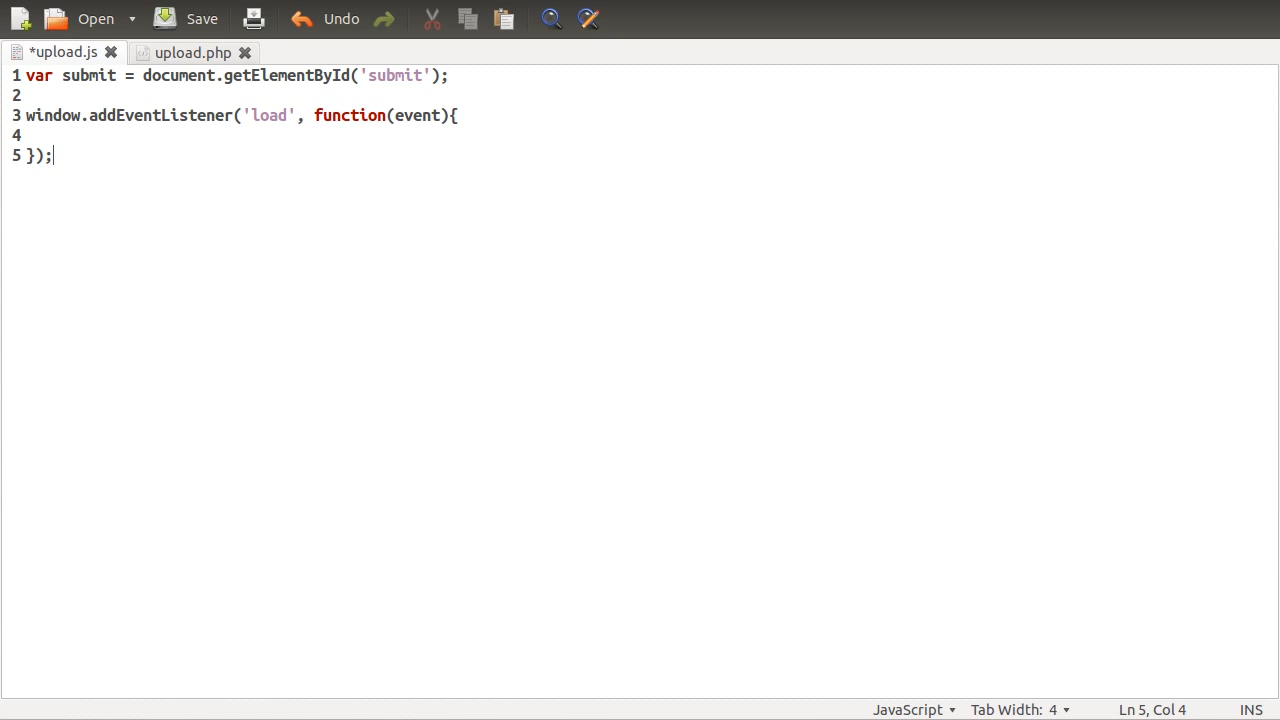 Open Save Undo
*upload.js upload.php
1 var submit = document.getElementById('submit');
2
3 window.addEventListener('load', function(event){
4
5 });
JavaScript Tab Width: 4 Ln 5, Col 4 INS